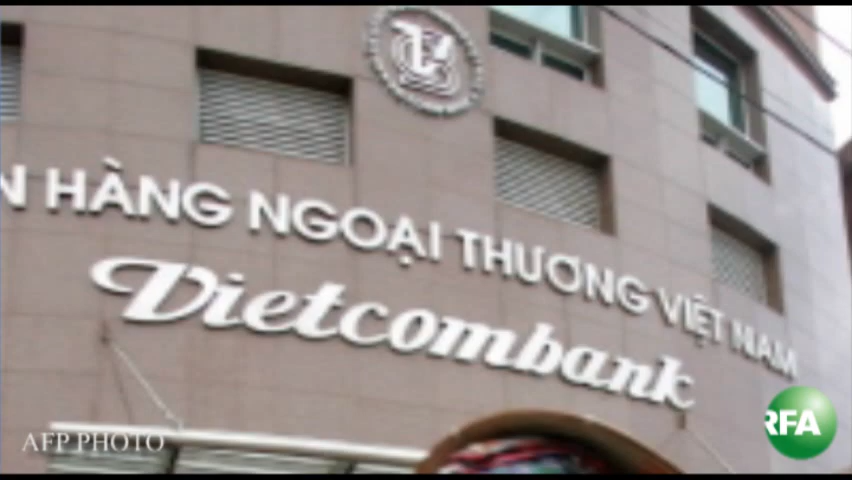 N HÀNG NGOẠI THƯƠNG VIỆT NAM
Vietcombank
AFP PHOTO
RFA